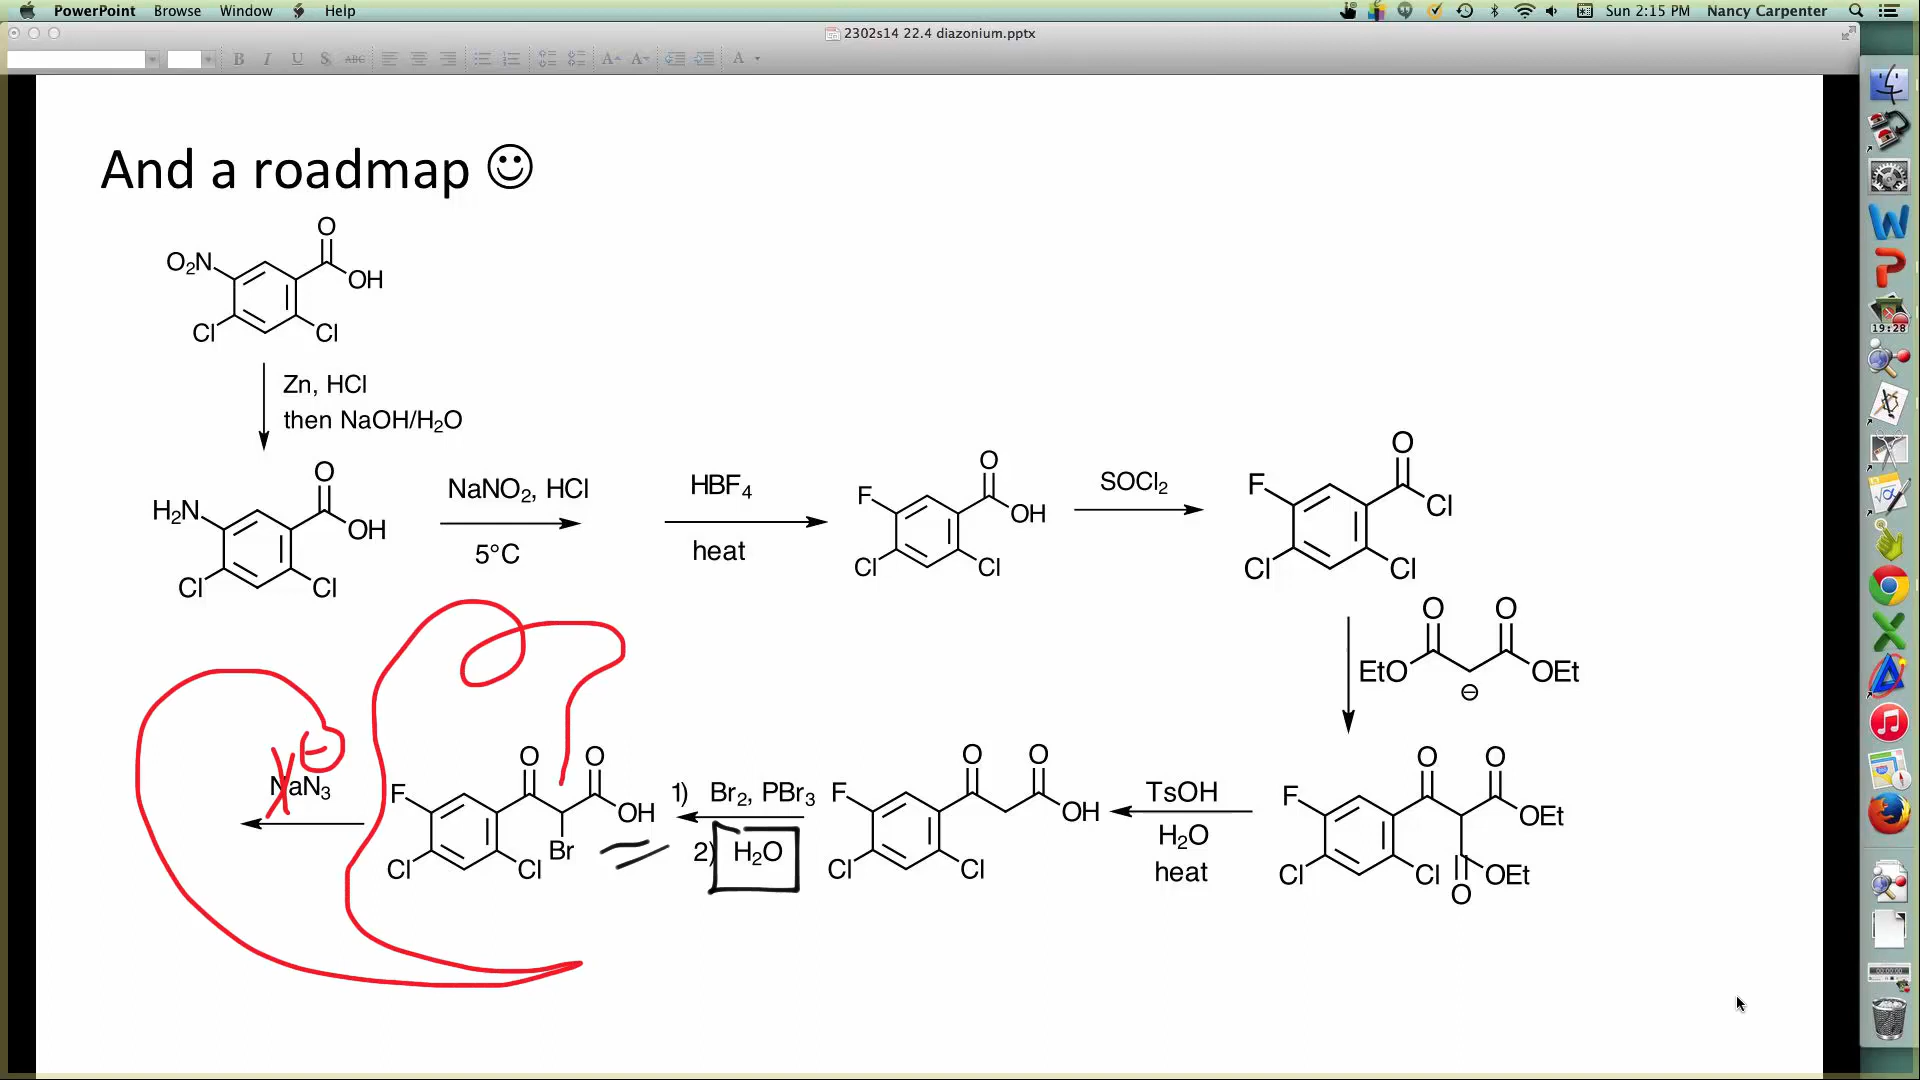 PowerPoint Browse Window Help Sun 2:15 PM Nancy Carpenter
2302s14 22.4 diazonium.pptx
B I U S ABC A A A
And a roadmap ☺
O
O₂N
OH
Cl Cl
Zn, HCl
then NaOH/H₂O
O
H₂N
OH
Cl Cl
NaNO₂, HCl
5°C
HBF₄
heat
O
F
OH
Cl Cl
SOCl₂
O
F
Cl
Cl Cl
O O
EtO OEt
⊖
O O
F
OEt
Cl Cl OEt
O
TsOH
H₂O
heat
O O
F
OH
Cl Cl
1) Br₂, PBr₃
2) H₂O
O O
F
OH
Br
Cl Cl
⊖
NaN₃
19:28